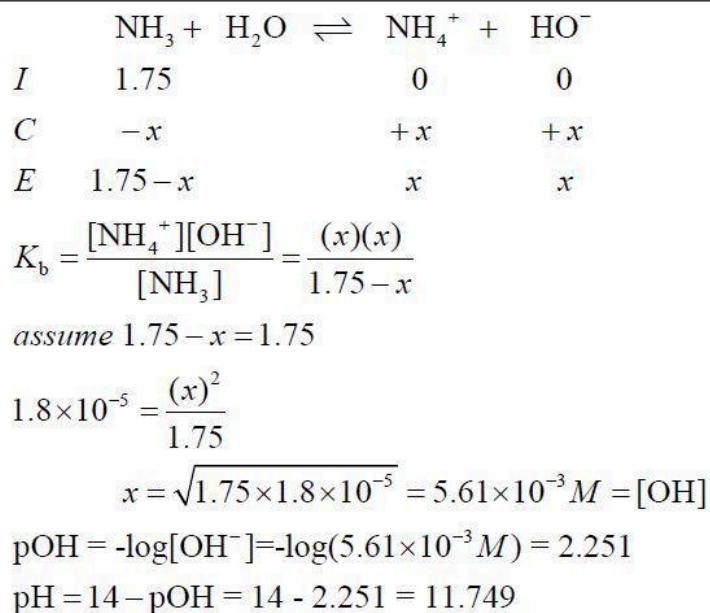 NH₃ + H₂O ⇌ NH₄⁺ + HO⁻
I 1.75 0 0
C −x +x +x
E 1.75−x x x
K_b = [NH₄⁺][OH⁻]/[NH₃] = (x)(x)/1.75−x
assume 1.75−x=1.75
1.8×10⁻⁵ = (x)²/1.75
x = √1.75×1.8×10⁻⁵ = 5.61×10⁻³ M = [OH]
pOH = -log[OH⁻]=-log(5.61×10⁻³ M) = 2.251
pH = 14 − pOH = 14 - 2.251 = 11.749